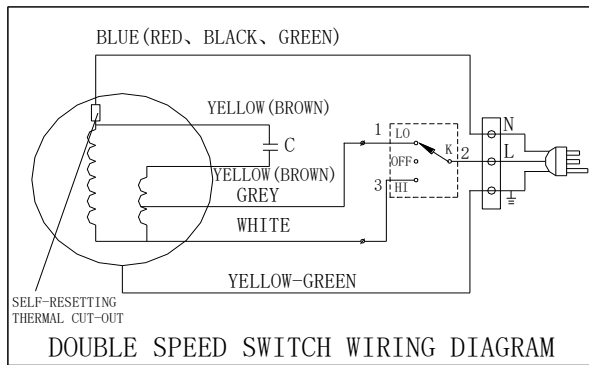 BLUE(RED、BLACK、GREEN)
YELLOW(BROWN)
C
YELLOW(BROWN)
GREY
WHITE
1
LO
OFF
K
2
3
HI
N
L
YELLOW-GREEN
SELF-RESETTING
THERMAL CUT-OUT
DOUBLE SPEED SWITCH WIRING DIAGRAM